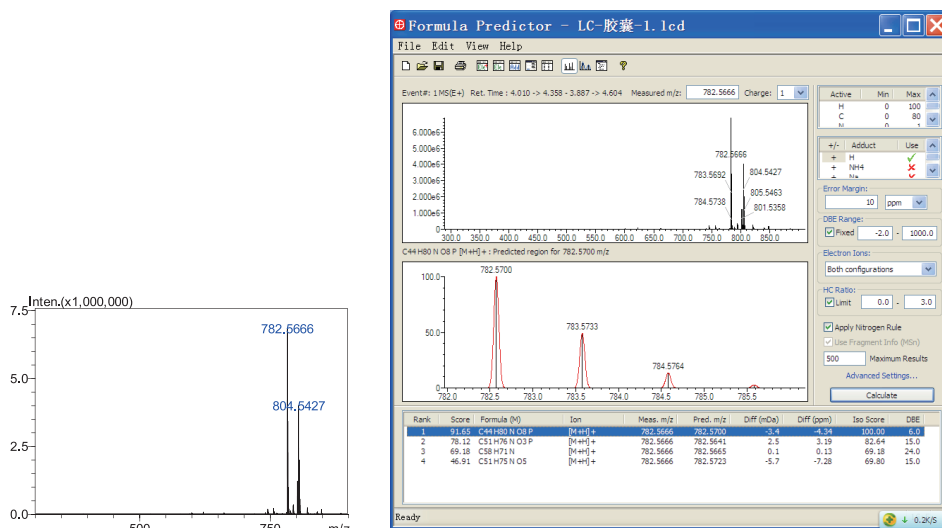 Inten.(x1,000,000)
7.5
782.5666
5.0
804.5427
2.5
0.0
500
750
m/z
Formula Predictor - LC-胶囊-1.lcd
File Edit View Help
Event#: 1 MS(E+) Ret. Time : 4.010 -> 4.358 - 3.887 -> 4.604 Measured m/z: 782.5666 Charge: 1
6.000e6
5.000e6
4.000e6
3.000e6
2.000e6
1.000e6
0
782.5666
783.5692
804.5427
805.5463
784.5738
801.5358
300.0 350.0 400.0 450.0 500.0 550.0 600.0 650.0 700.0 750.0 800.0 850.0
C44 H80 N O8 P [M+H]+ : Predicted region for 782.5700 m/z
100.0
50.0
782.5700
783.5733
784.5764
782.0 782.5 783.0 783.5 784.0 784.5 785.0 785.5
Active Min Max
H 0 100
C 0 80
N 0 1
+/- Adduct Use
+ H
+ NH4
+ Na
Error Margin:
10 ppm
DBE Range:
Fixed -2.0 - 1000.0
Electron Ions:
Both configurations
HC Ratio:
Limit 0.0 - 3.0
Apply Nitrogen Rule
Use Fragment Info (MSn)
500 Maximum Results
Advanced Settings...
Calculate
Rank Score Formula (M) Ion Meas. m/z Pred. m/z Diff (mDa) Diff (ppm) Iso Score DBE
1 91.65 C44 H80 N O8 P [M+H]+ 782.5666 782.5700 -3.4 -4.34 100.00 6.0
2 78.12 C51 H76 N O3 P [M+H]+ 782.5666 782.5641 2.5 3.19 82.64 15.0
3 69.18 C58 H71 N [M+H]+ 782.5666 782.5665 0.1 0.13 69.18 24.0
4 46.91 C51 H75 N O5 [M+H]+ 782.5666 782.5723 -5.7 -7.28 69.80 15.0
Ready
0.2K/S